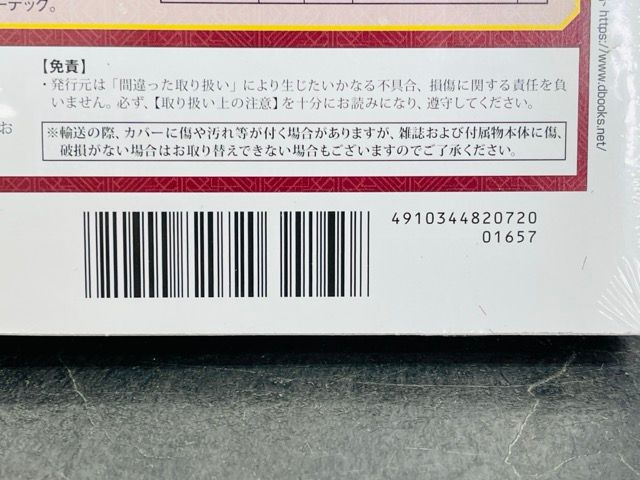 ーテック。
【免責】
・発行元は「間違った取り扱い」により生じたいかなる不具合、損傷に関する責任を負
いません。必ず、【取り扱い上の注意】を十分にお読みになり、遵守してください。
お
※輸送の際、カバーに傷や汚れ等が付く場合がありますが、雑誌および付属物本体に傷、
破損がない場合はお取り替えできない場合もございますのでご了承ください。
4910344820720
01657
https://www.dbooks.net/